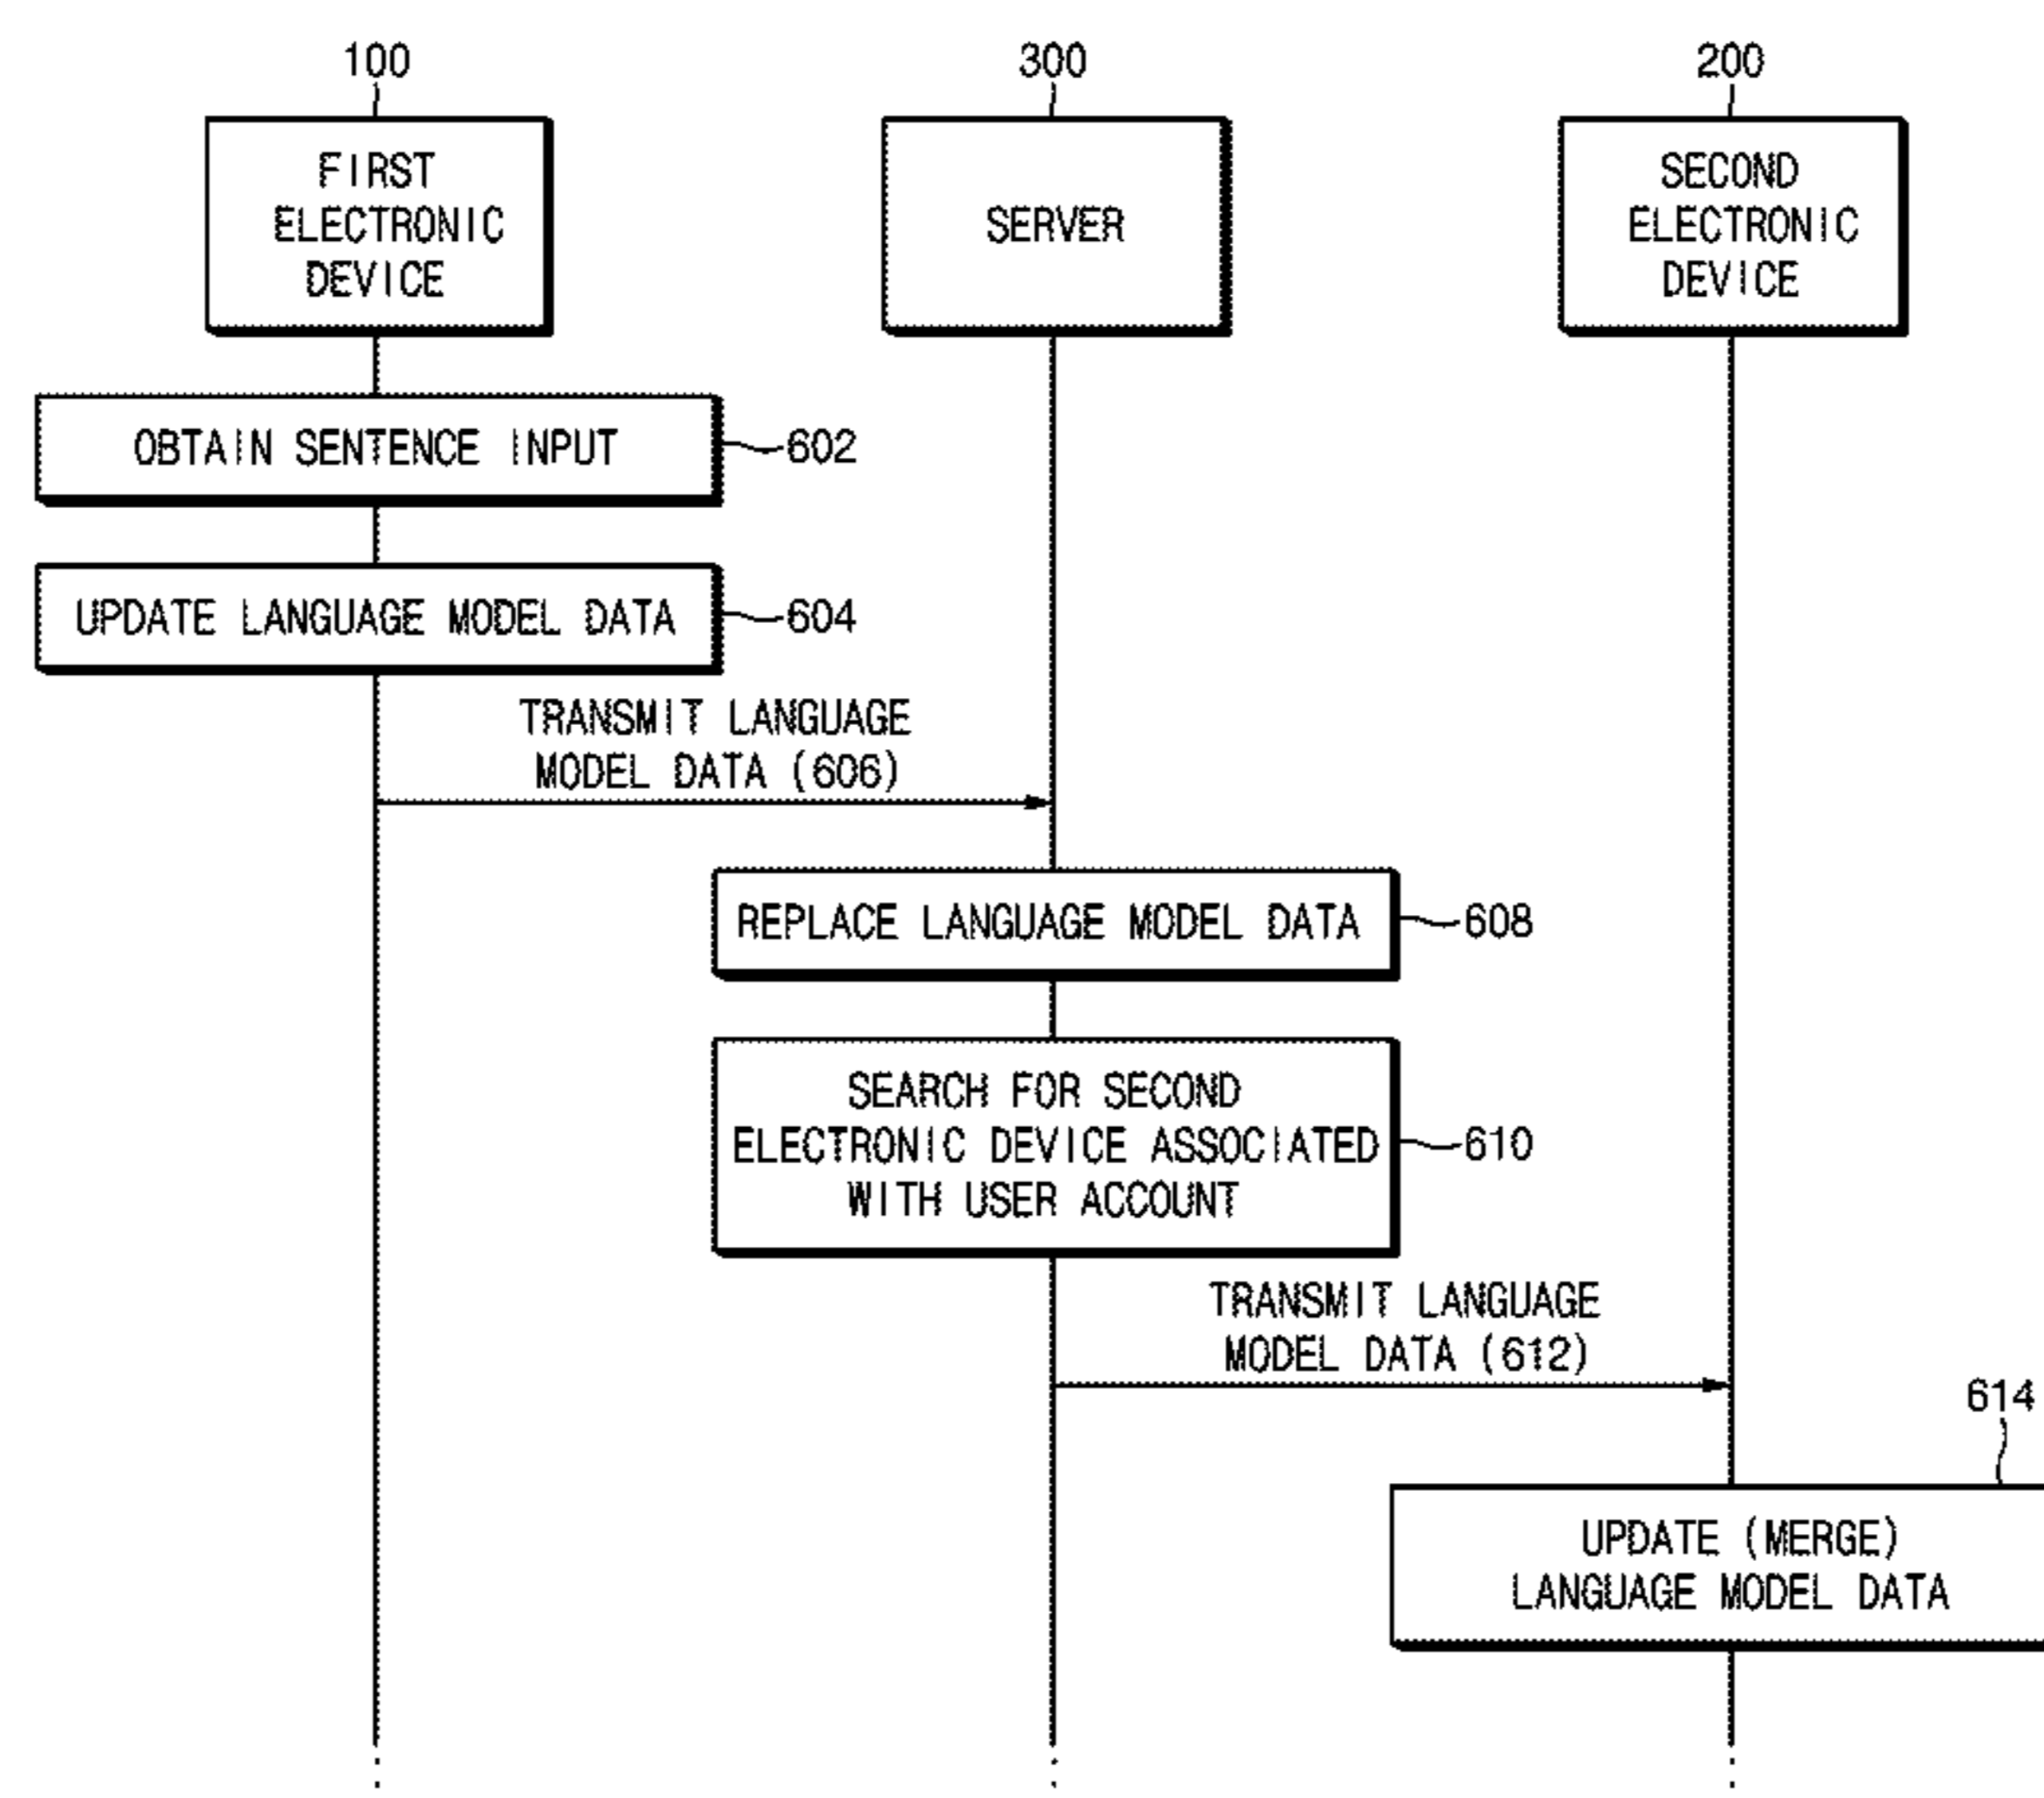 100
300
200
FIRST
ELECTRONIC
DEVICE
SERVER
SECOND
ELECTRONIC
DEVICE
OBTAIN SENTENCE INPUT
602
UPDATE LANGUAGE MODEL DATA
604
TRANSMIT LANGUAGE
MODEL DATA (606)
REPLACE LANGUAGE MODEL DATA
608
SEARCH FOR SECOND
ELECTRONIC DEVICE ASSOCIATED
WITH USER ACCOUNT
610
TRANSMIT LANGUAGE
MODEL DATA (612)
614
UPDATE (MERGE)
LANGUAGE MODEL DATA